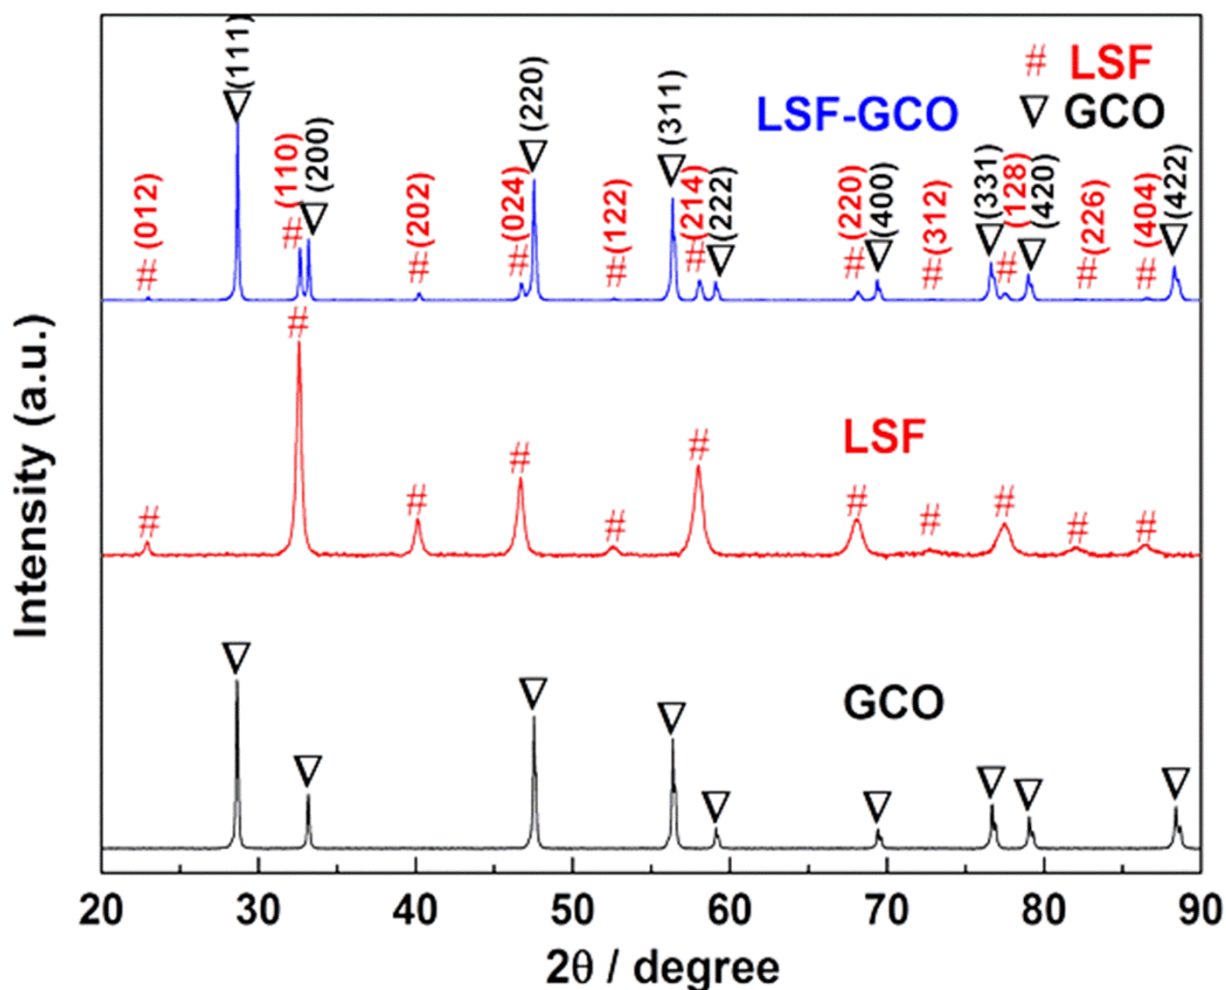 # LSF
▽ GCO
LSF-GCO
(012)
(111)
(110)
(200)
(202)
(024)
(220)
(122)
(311)
(214)
(222)
(220)
(400)
(312)
(331)
(128)
(420)
(226)
(404)
(422)
LSF
GCO
Intensity (a.u.)
20 30 40 50 60 70 80 90
2θ / degree